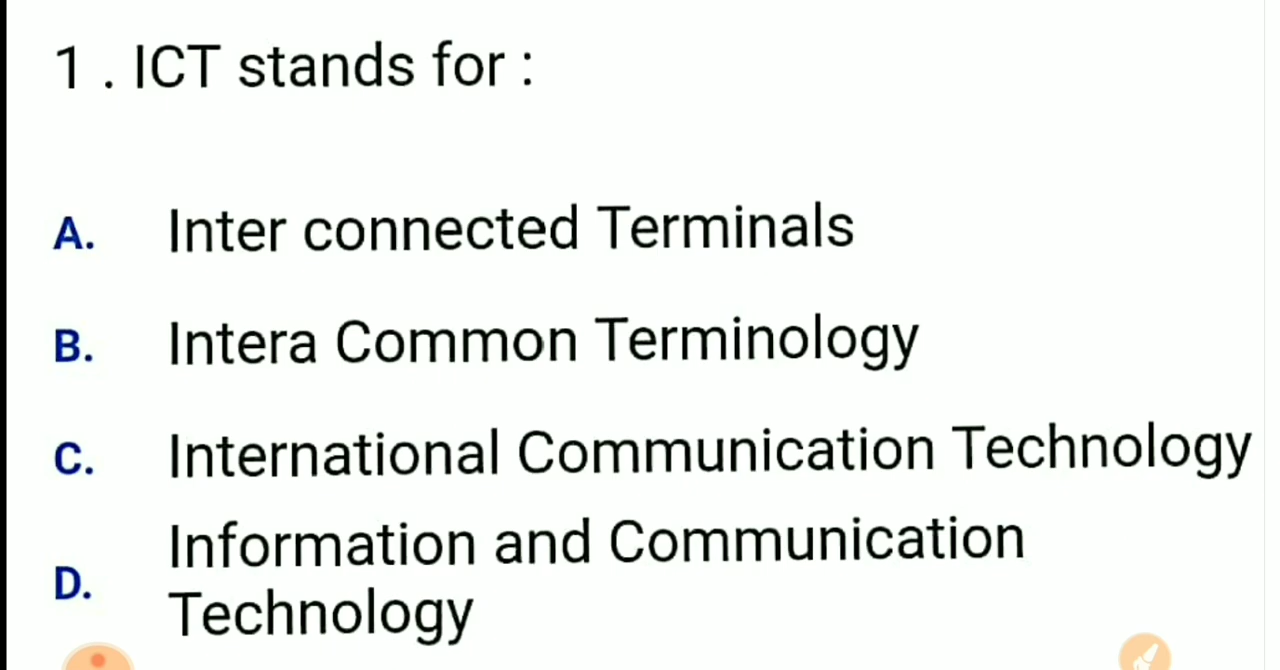 1 . ICT stands for :
A. Inter connected Terminals
B. Intera Common Terminology
C. International Communication Technology
D. Information and Communication
Technology